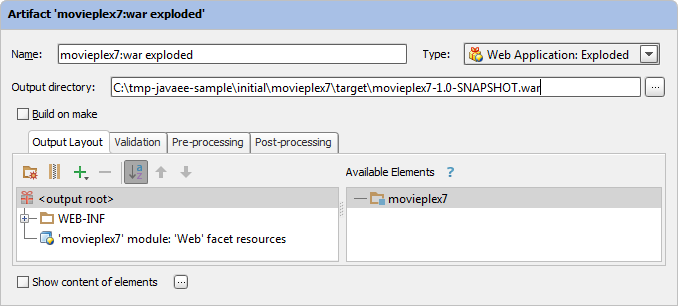 Artifact 'movieplex7:war exploded'
Name: movieplex7:war exploded Type: Web Application: Exploded
Output directory: C:\tmp-javaee-sample\initial\movieplex7\target\movieplex7-1.0-SNAPSHOT.war ...
Build on make
Output Layout Validation Pre-processing Post-processing
Available Elements ?
<output root> movieplex7
WEB-INF
'movieplex7' module: 'Web' facet resources
Show content of elements ...